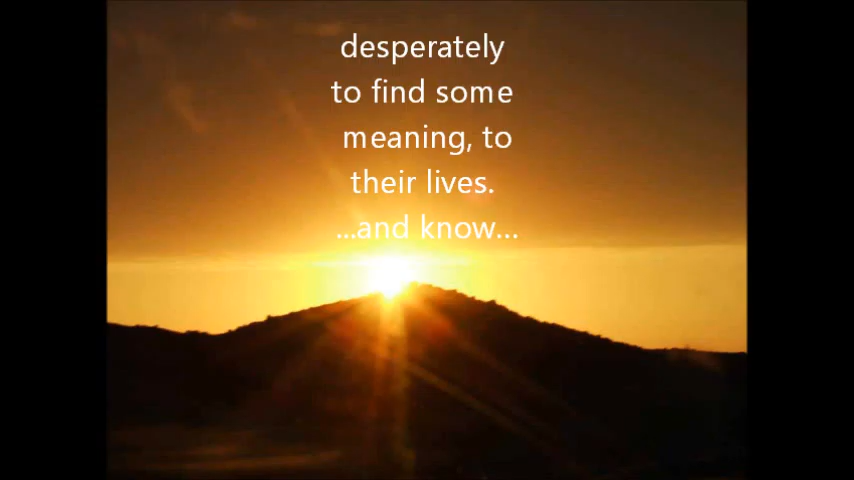 desperately
to find some
meaning, to
their lives.
...and know...